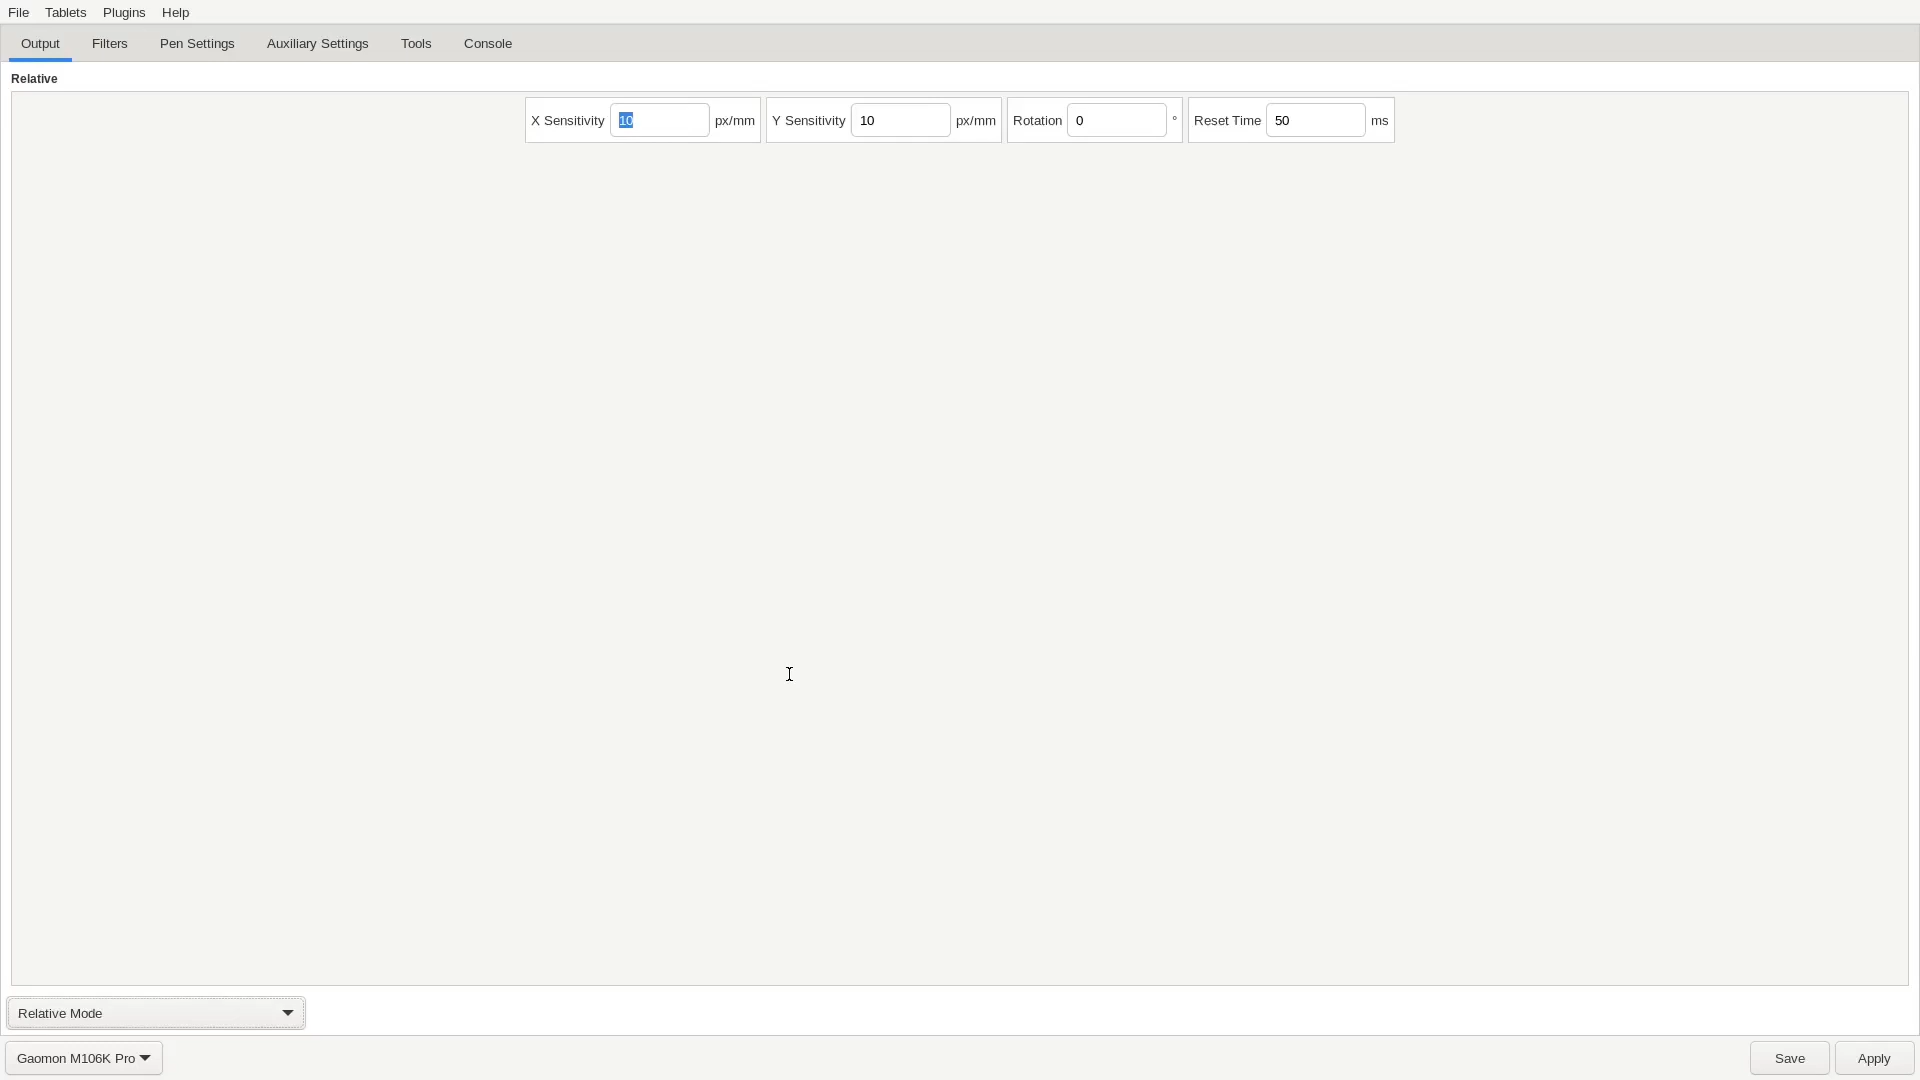 File Tablets Plugins Help
Output Filters Pen Settings Auxiliary Settings Tools Console
Relative
X Sensitivity 10 px/mm Y Sensitivity 10 px/mm Rotation 0 ° Reset Time 50 ms
Relative Mode
Gaomon M106K Pro Save Apply